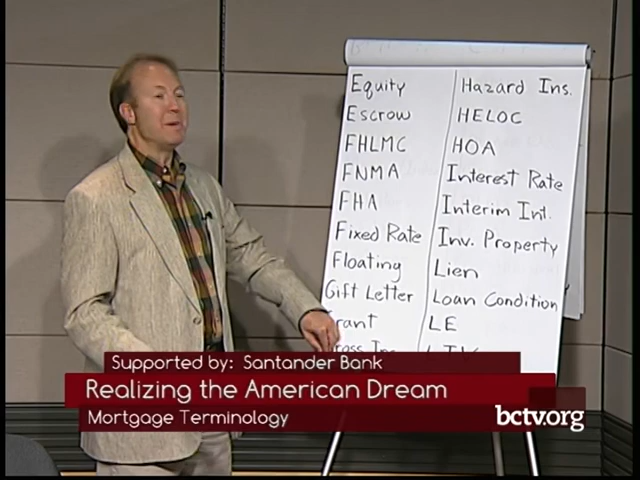 Equity
Escrow
FHLMC
FNMA
FHA
Fixed Rate
Floating
Gift Letter
Grant
Hazard Ins.
HELOC
HOA
Interest Rate
Interim Int.
Inv. Property
Lien
Loan Condition
LE
Supported by: Santander Bank
Realizing the American Dream
Mortgage Terminology
bctv.org